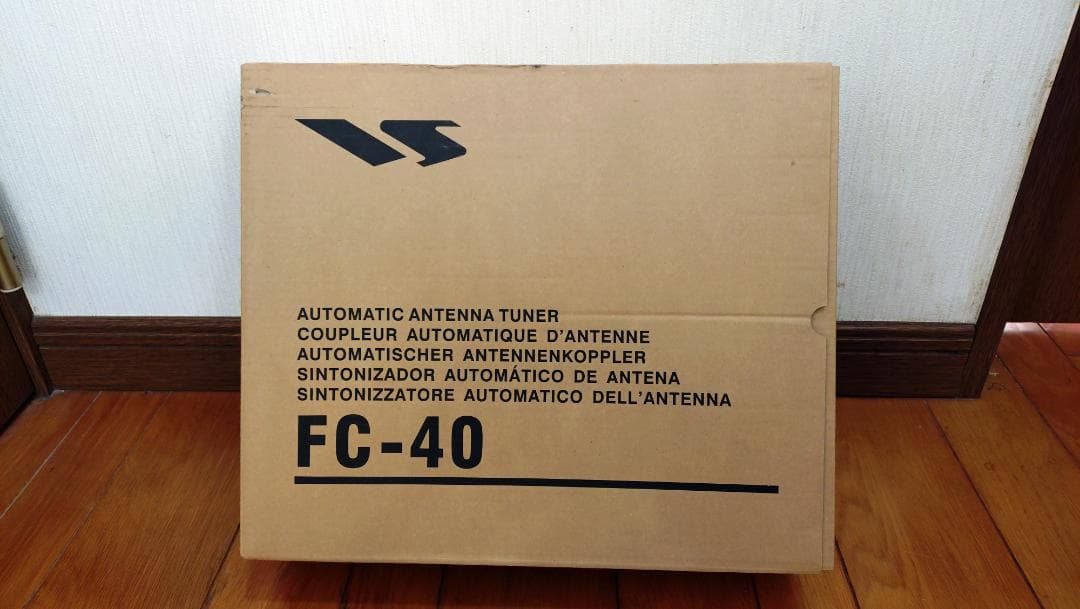 AUTOMATIC ANTENNA TUNER
COUPLEUR AUTOMATIQUE D'ANTENNE
AUTOMATISCHER ANTENNENKOPPLER
SINTONIZADOR AUTOMÁTICO DE ANTENA
SINTONIZZATORE AUTOMATICO DELL'ANTENNA
FC-40